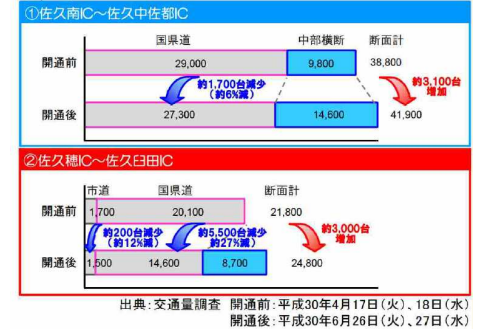 ①佐久南IC～佐久中佐都IC
国県道 中部横断 断面計
開通前 29,000 9,800 38,800
約1,700台減少
（約6%減）
約3,100台
増加
開通後 27,300 14,600 41,900
②佐久穂IC～佐久臼田IC
市道 国県道 断面計
開通前 1,700 20,100 21,800
約200台減少
（約12%減）
約5,500台減少
（約27%減）
約3,000台
増加
開通後 1,500 14,600 8,700 24,800
出典：交通量調査 開通前：平成30年4月17日（火）、18日（水）
開通後：平成30年6月26日（火）、27日（水）